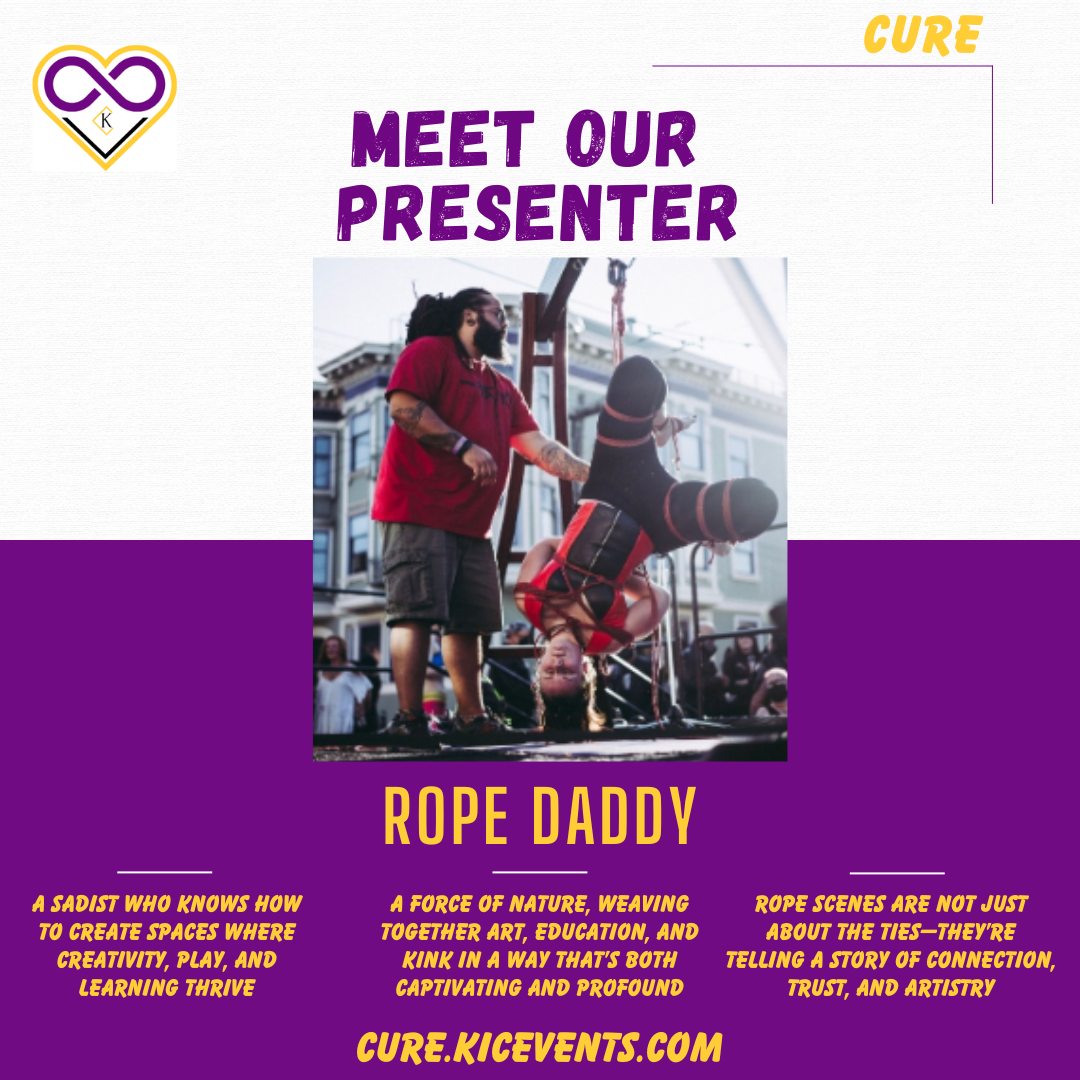 CURE
K
MEET OUR
PRESENTER
ROPE DADDY
A SADIST WHO KNOWS HOW
TO CREATE SPACES WHERE
CREATIVITY, PLAY, AND
LEARNING THRIVE
A FORCE OF NATURE, WEAVING
TOGETHER ART, EDUCATION, AND
KINK IN A WAY THAT'S BOTH
CAPTIVATING AND PROFOUND
ROPE SCENES ARE NOT JUST
ABOUT THE TIES—THEY'RE
TELLING A STORY OF CONNECTION,
TRUST, AND ARTISTRY
CURE.KICEVENTS.COM